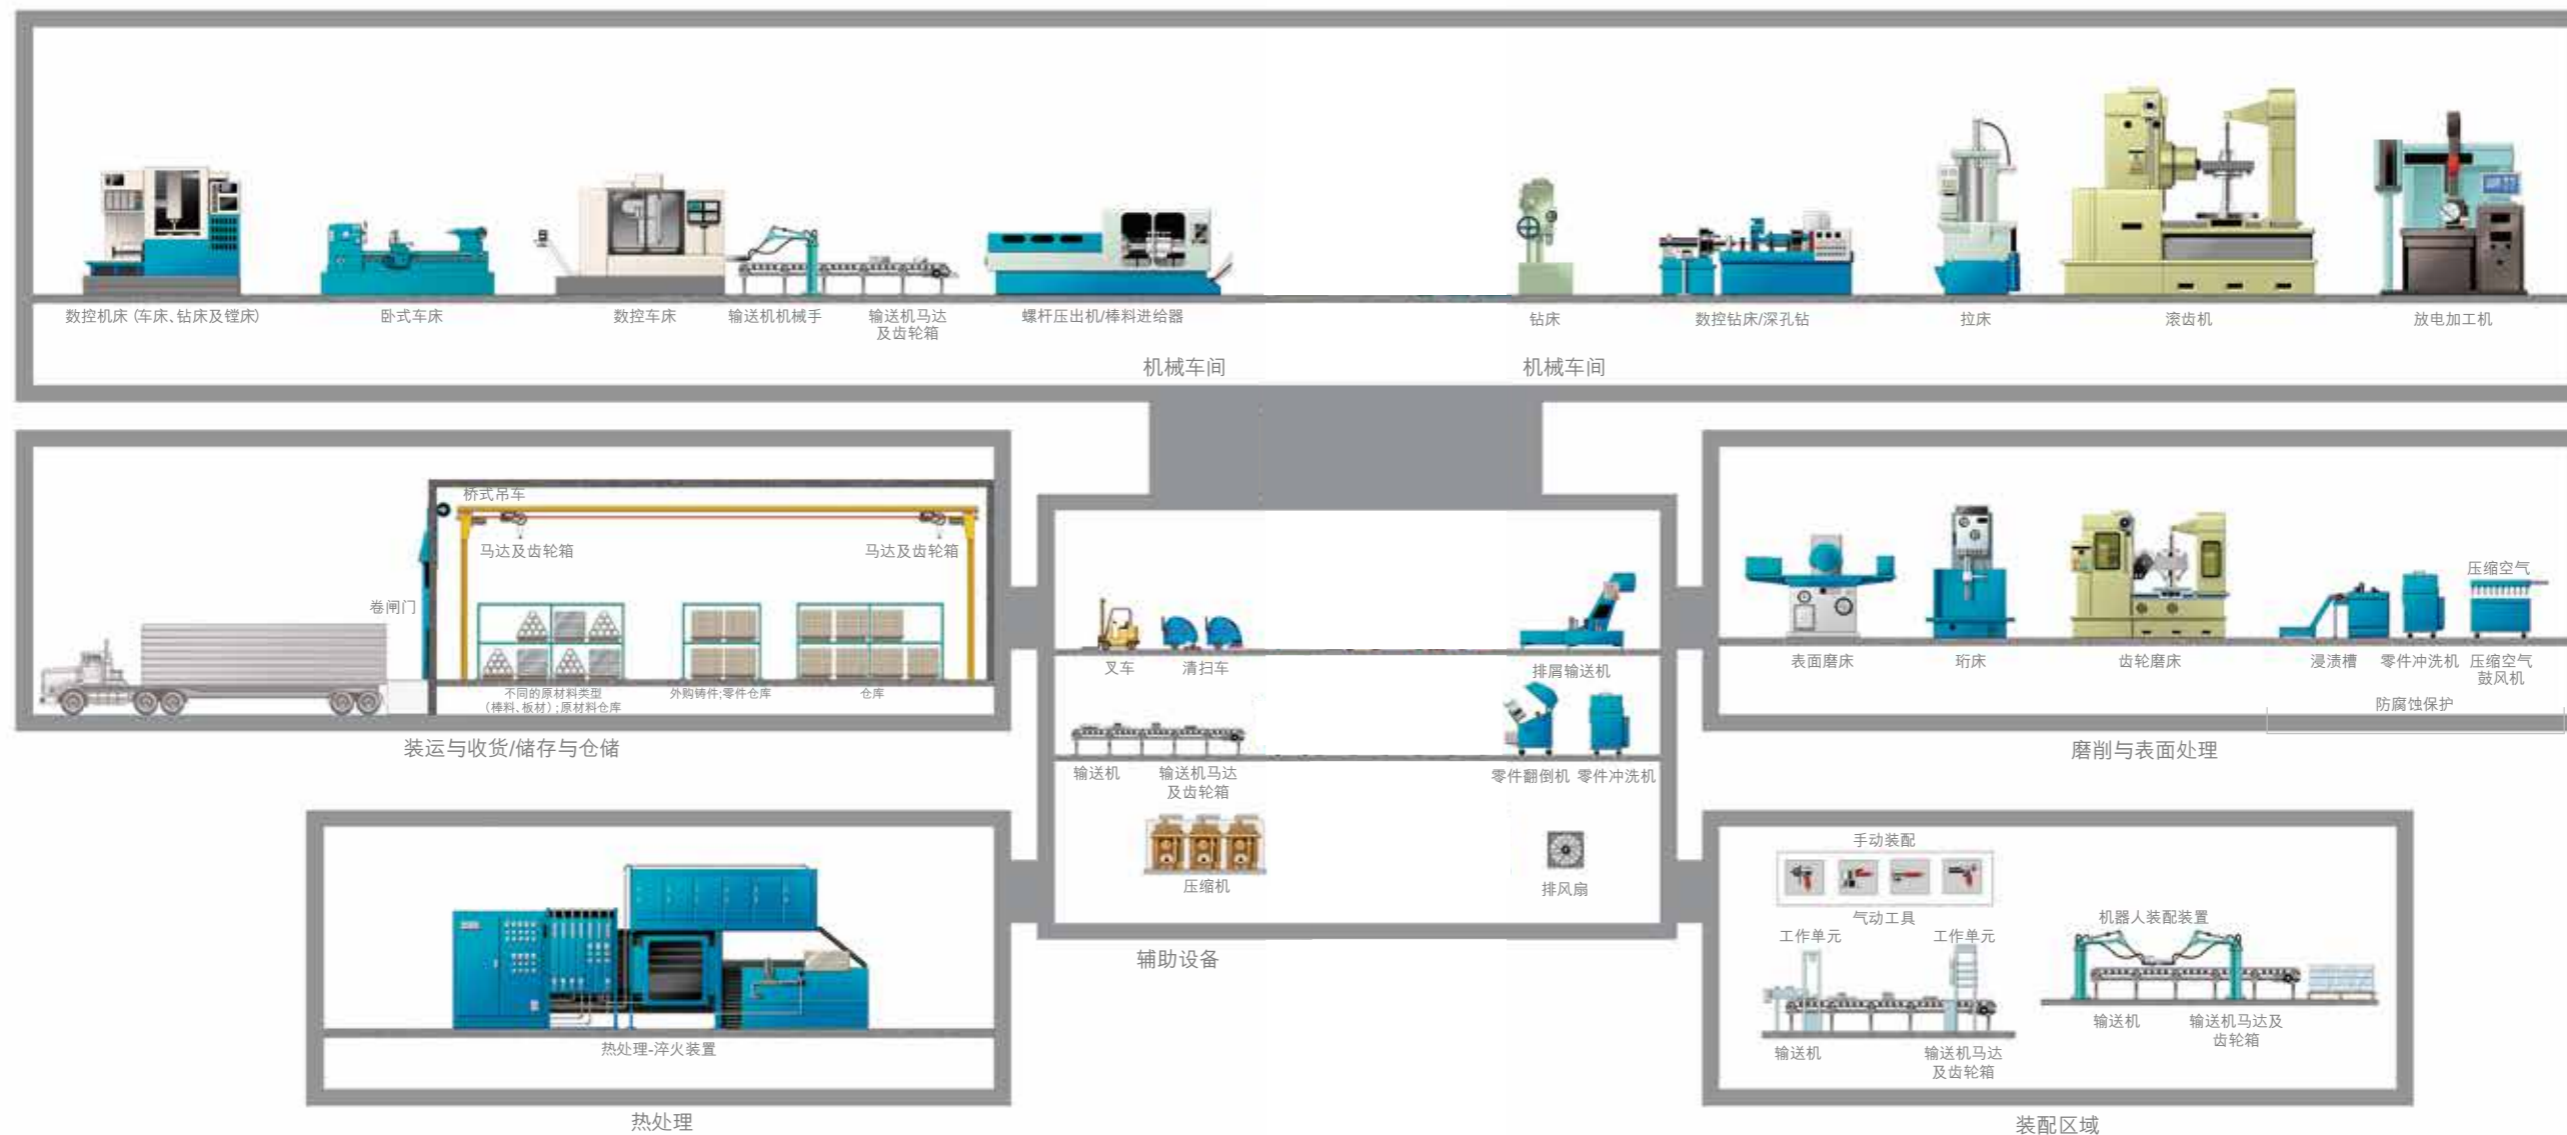 数控机床（车床、钻床及镗床）
卧式车床
数控车床
输送机机械手
输送机马达
及齿轮箱
螺杆压出机/棒料进给器
钻床
数控钻床/深孔钻
拉床
滚齿机
放电加工机
机械车间
机械车间
桥式吊车
马达及齿轮箱
马达及齿轮箱
卷闸门
不同的原材料类型
（棒料、板材）;原材料仓库
外购铸件;零件仓库
仓库
装运与收货/储存与仓储
叉车
清扫车
排屑输送机
输送机
输送机马达
及齿轮箱
零件翻倒机
零件冲洗机
压缩机
排风扇
辅助设备
表面磨床
珩床
齿轮磨床
浸渍槽
零件冲洗机
压缩空气
压缩空气
鼓风机
防腐蚀保护
磨削与表面处理
热处理-淬火装置
热处理
手动装配
气动工具
工作单元
工作单元
输送机
输送机马达
及齿轮箱
机器人装配装置
输送机
输送机马达及
齿轮箱
装配区域